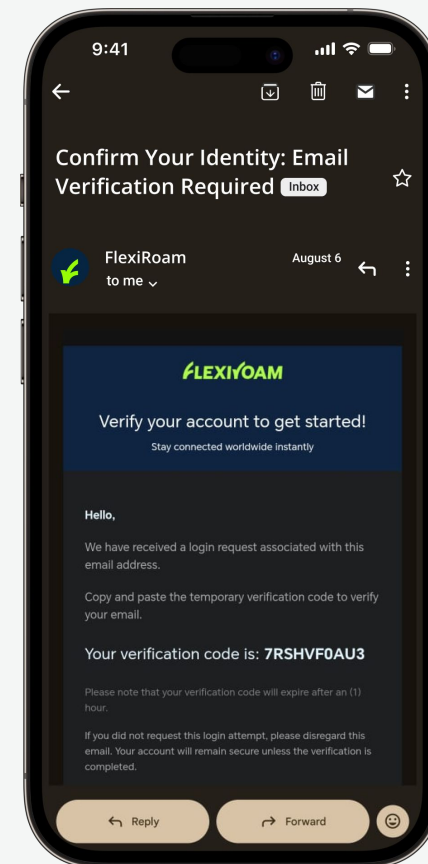 9:41
Confirm Your Identity: Email
Verification Required Inbox
FlexiRoam
August 6
to me
FLEXIROAM
Verify your account to get started!
Stay connected worldwide instantly
Hello,
We have received a login request associated with this
email address.
Copy and paste the temporary verification code to verify
your email.
Your verification code is: 7RSHVF0AU3
Please note that your verification code will expire after an (1)
hour.
If you did not request this login attempt, please disregard this
email. Your account will remain secure unless the verification is
completed.
Reply
Forward